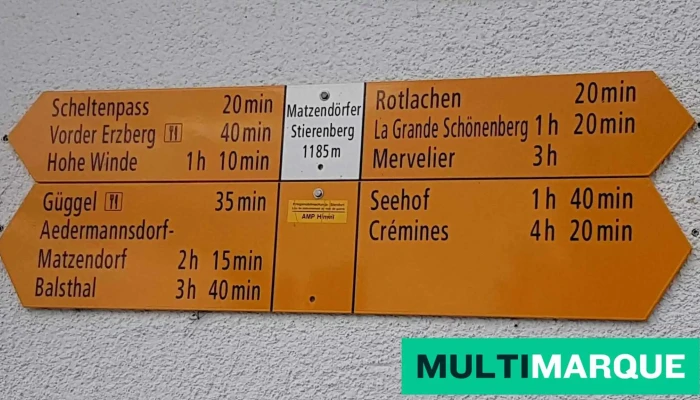 Scheltenpass 20 min
Vorder Erzberg 40 min
Hohe Winde 1 h 10 min
Matzendörfer
Stierenberg
1185 m
Rotlachen 20 min
La Grande Schönenberg 1 h 20 min
Mervelier 3 h
Güggel 35 min
Aedermannsdorf-
Matzendorf 2 h 15 min
Balsthal 3 h 40 min
AMP H/mml
Seehof 1 h 40 min
Crémines 4 h 20 min
MULTIMARQUE